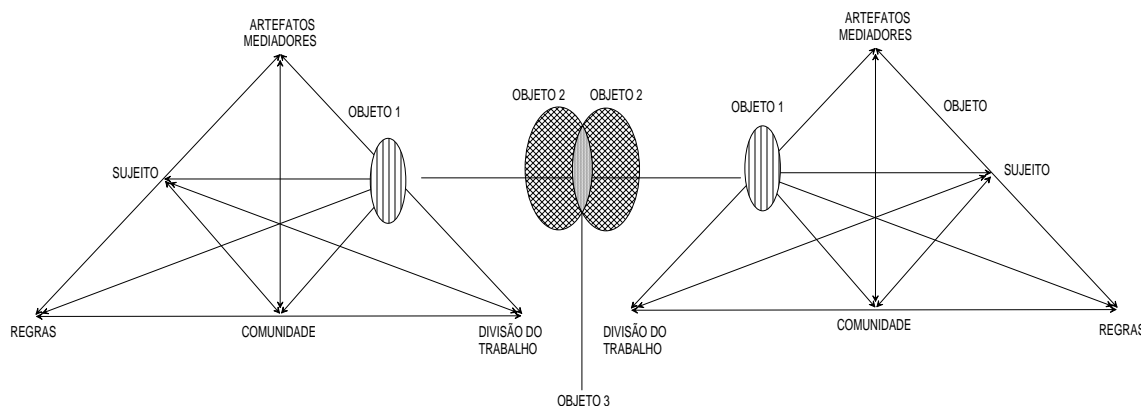 ARTEFATOS
MEDIADORES
OBJETO 1
SUJEITO
REGRAS
COMUNIDADE
DIVISÃO DO
TRABALHO
OBJETO 2
OBJETO 2
OBJETO 3
ARTEFATOS
MEDIADORES
OBJETO 1
OBJETO
SUJEITO
DIVISÃO DO
TRABALHO
COMUNIDADE
REGRAS